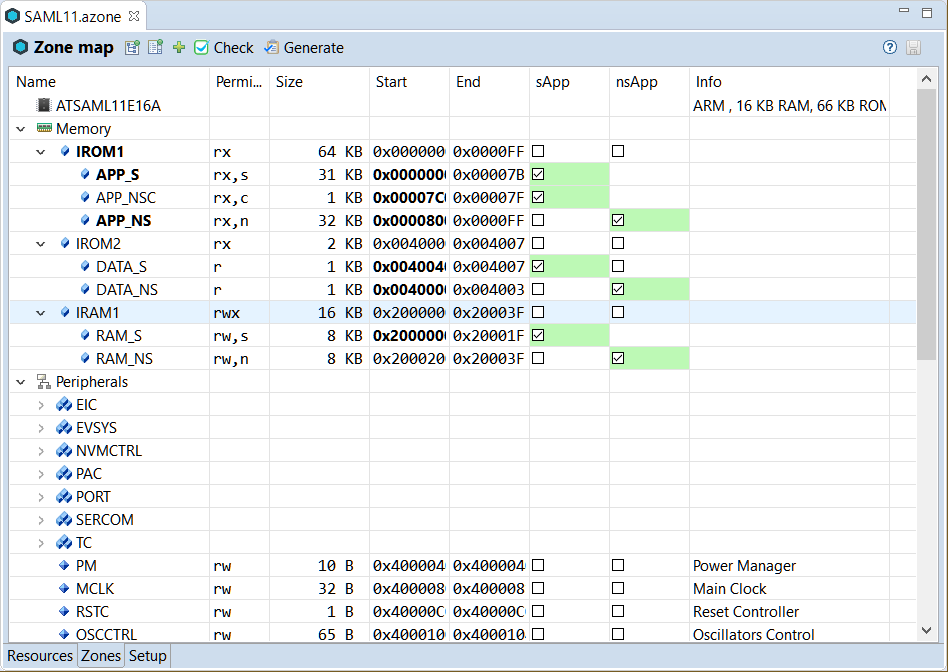 SAML11.azone
Zone map Check Generate
Name Permi... Size Start End sApp nsApp Info
ATSAML11E16A ARM , 16 KB RAM, 66 KB ROM
Memory
IROM1 rx 64 KB 0x000000 0x0000FF
APP_S rx,s 31 KB 0x000000 0x00007B
APP_NSC rx,c 1 KB 0x00007C 0x00007F
APP_NS rx,n 32 KB 0x000080 0x0000FF
IROM2 rx 2 KB 0x004000 0x004007
DATA_S r 1 KB 0x004004 0x004007
DATA_NS r 1 KB 0x004000 0x004003
IRAM1 rwx 16 KB 0x200000 0x20003F
RAM_S rw,s 8 KB 0x200000 0x20001F
RAM_NS rw,n 8 KB 0x200020 0x20003F
Peripherals
EIC
EVSYS
NVMCTRL
PAC
PORT
SERCOM
TC
PM rw 10 B 0x400004 0x400004 Power Manager
MCLK rw 32 B 0x400008 0x400008 Main Clock
RSTC rw 1 B 0x40000C 0x40000C Reset Controller
OSCCTRL rw 65 B 0x400010 0x400010 Oscillators Control
Resources Zones Setup